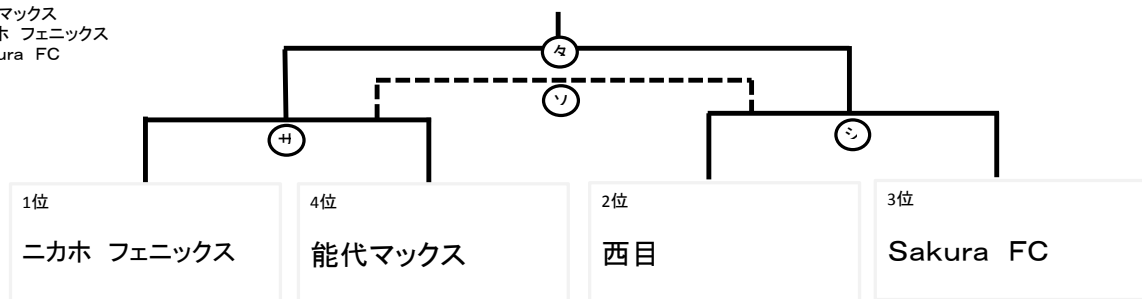 マックス
ホ フェニックス
ura FC
タ
ソ
サ
シ
1位
4位
2位
3位
ニカホ フェニックス
能代マックス
西目
Sakura FC